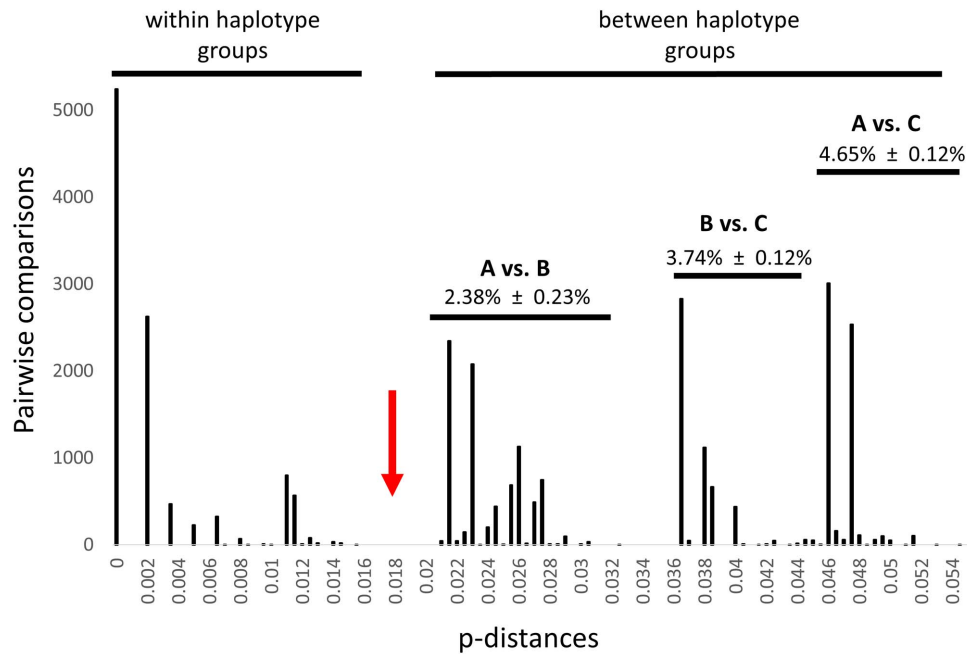 within haplotype
groups
between haplotype
groups
A vs. C
4.65% ± 0.12%
B vs. C
3.74% ± 0.12%
A vs. B
2.38% ± 0.23%
Pairwise comparisons
5000
4000
3000
2000
1000
0
0
0.002
0.004
0.006
0.008
0.01
0.012
0.014
0.016
0.018
0.02
0.022
0.024
0.026
0.028
0.03
0.032
0.034
0.036
0.038
0.04
0.042
0.044
0.046
0.048
0.05
0.052
0.054
p-distances